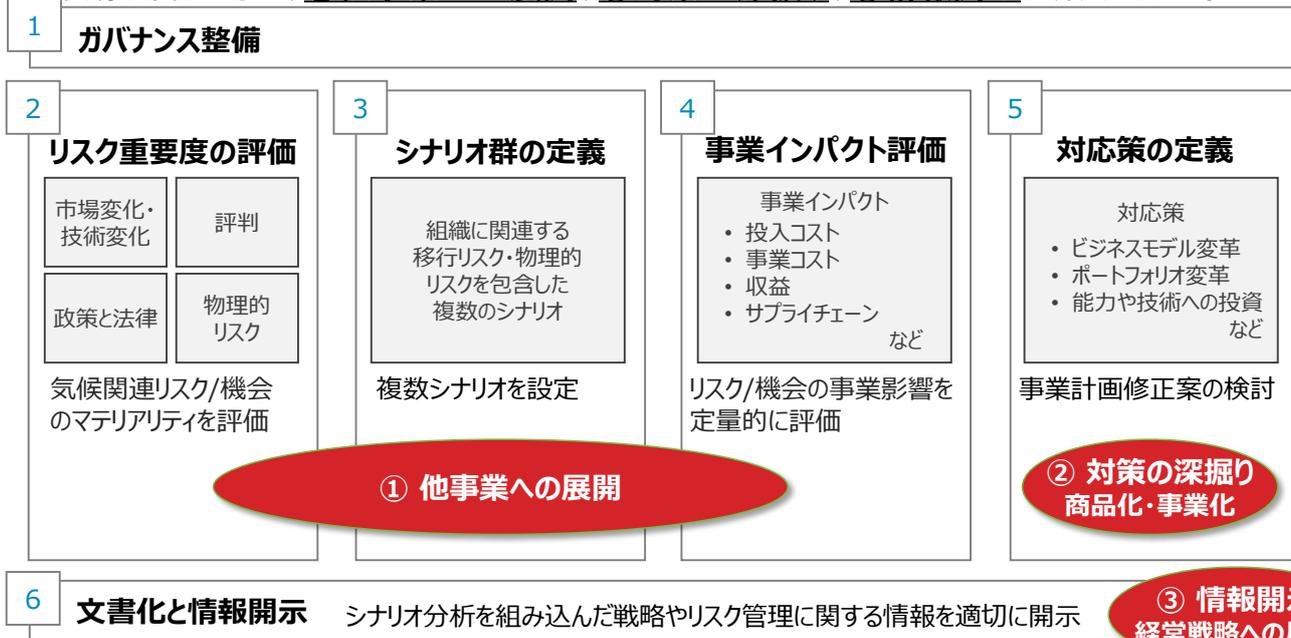 1
ガバナンス整備
2
リスク重要度の評価
市場変化・
技術変化
評判
政策と法律
物理的
リスク
気候関連リスク/機会
のマテリアリティを評価
3
シナリオ群の定義
組織に関連する
移行リスク・物理的
リスクを包含した
複数のシナリオ
複数シナリオを設定
4
事業インパクト評価
事業インパクト
• 投入コスト
• 事業コスト
• 収益
• サプライチェーン
など
リスク/機会の事業影響を
定量的に評価
5
対応策の定義
対応策
• ビジネスモデル変革
• ポートフォリオ変革
• 能力や技術への投資
など
事業計画修正案の検討
① 他事業への展開
② 対策の深掘り
商品化・事業化
6
文書化と情報開示
シナリオ分析を組み込んだ戦略やリスク管理に関する情報を適切に開示
③ 情報開
経営戦略への